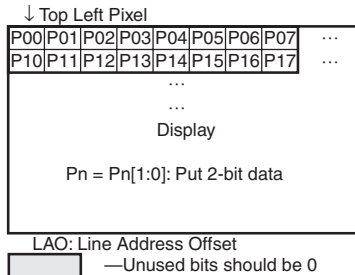 ↓ Top Left Pixel
P00 P01 P02 P03 P04 P05 P06 P07 ...
P10 P11 P12 P13 P14 P15 P16 P17 ...
...
...
Display
Pn = Pn[1:0]: Put 2-bit data
LAO: Line Address Offset
—Unused bits should be 0